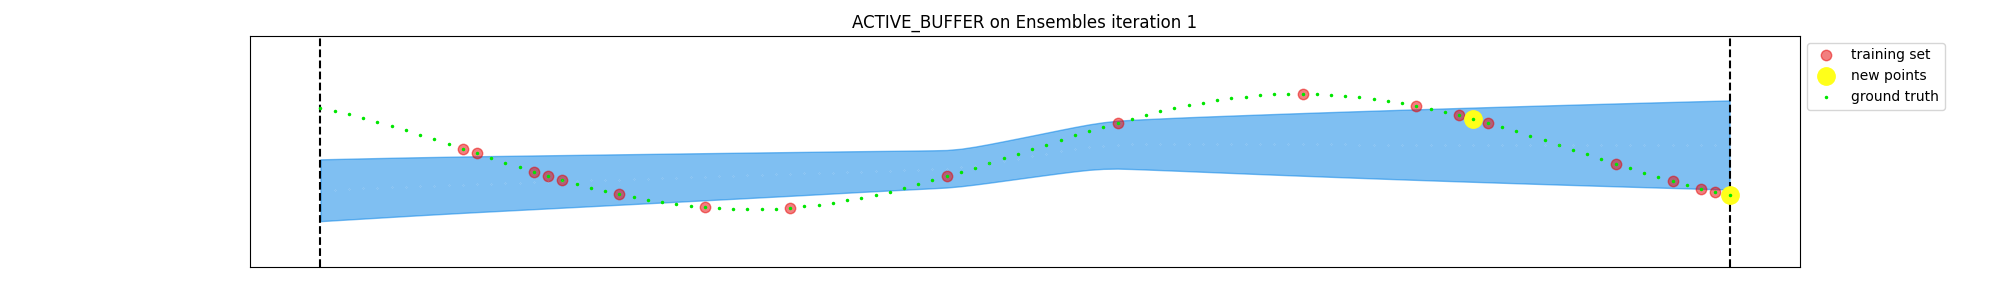 ACTIVE_BUFFER on Ensembles iteration 1
training set
new points
ground truth